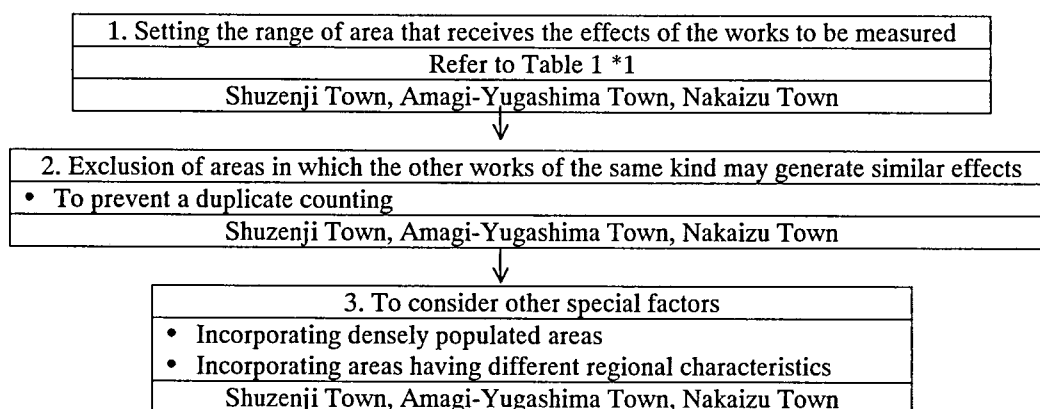 1. Setting the range of area that receives the effects of the works to be measured
Refer to Table 1 *1
Shuzenji Town, Amagi-Yugashima Town, Nakaizu Town
2. Exclusion of areas in which the other works of the same kind may generate similar effects
• To prevent a duplicate counting
Shuzenji Town, Amagi-Yugashima Town, Nakaizu Town
3. To consider other special factors
• Incorporating densely populated areas
• Incorporating areas having different regional characteristics
Shuzenji Town, Amagi-Yugashima Town, Nakaizu Town